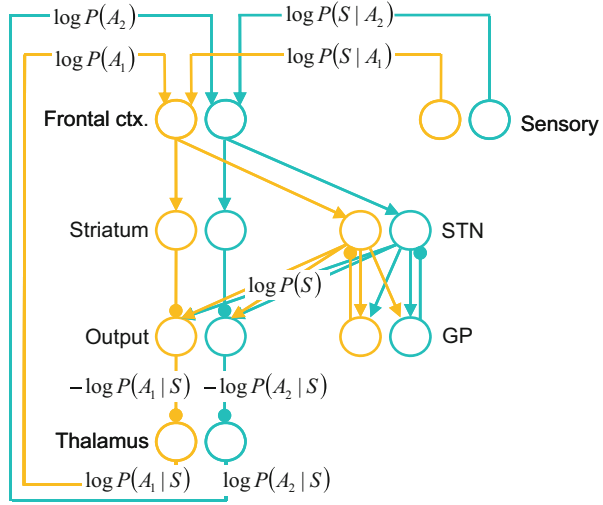 log P(A₂)
log P(S | A₂)
log P(A₁)
log P(S | A₁)
Frontal ctx.
Sensory
Striatum
STN
log P(S)
Output
GP
−log P(A₁ | S)
−log P(A₂ | S)
Thalamus
log P(A₁ | S)
log P(A₂ | S)